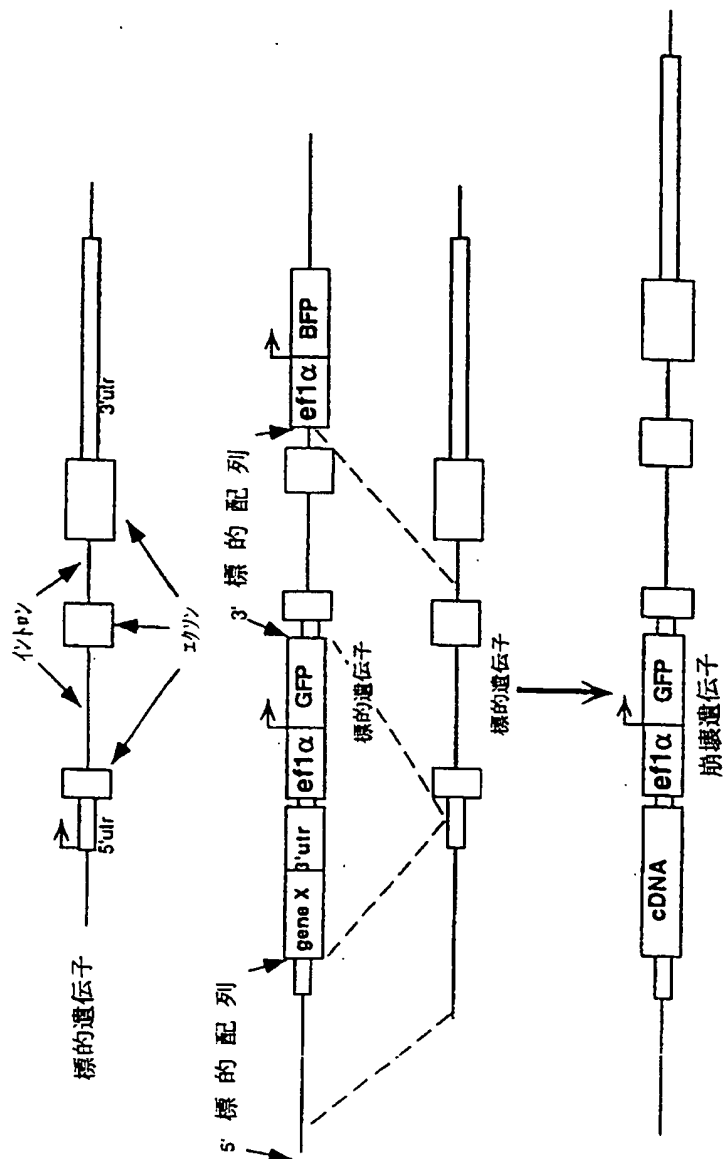 標的遺伝子
5'utr
イントロン
エクソン
3'utr
5' 標的配列
gene X
3'utr
ef1α
GFP
3' 標的配列
ef1α
BFP
標的遺伝子
標的遺伝子
cDNA
ef1α
GFP
崩壊遺伝子